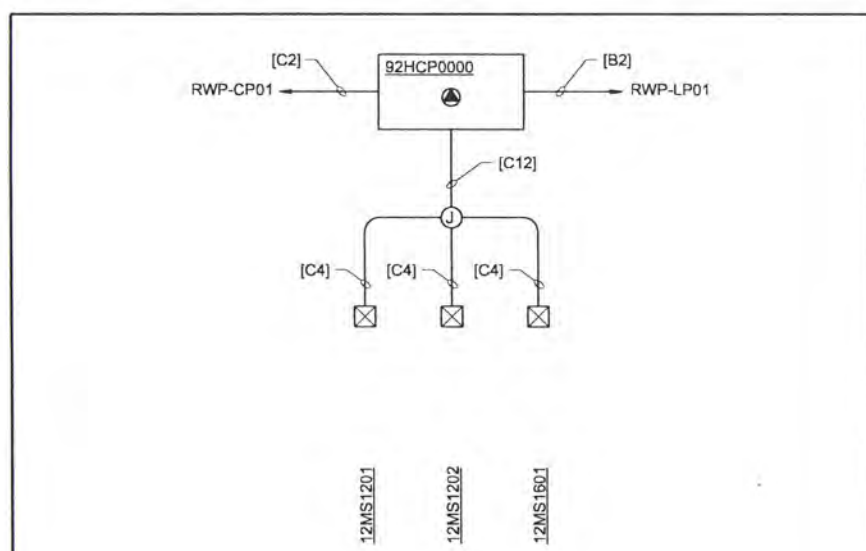 [C2]
92HCP0000
[B2]
RWP-CP01
RWP-LP01
[C12]
J
[C4]
[C4]
[C4]
12MS1201
12MS1202
12MS1601